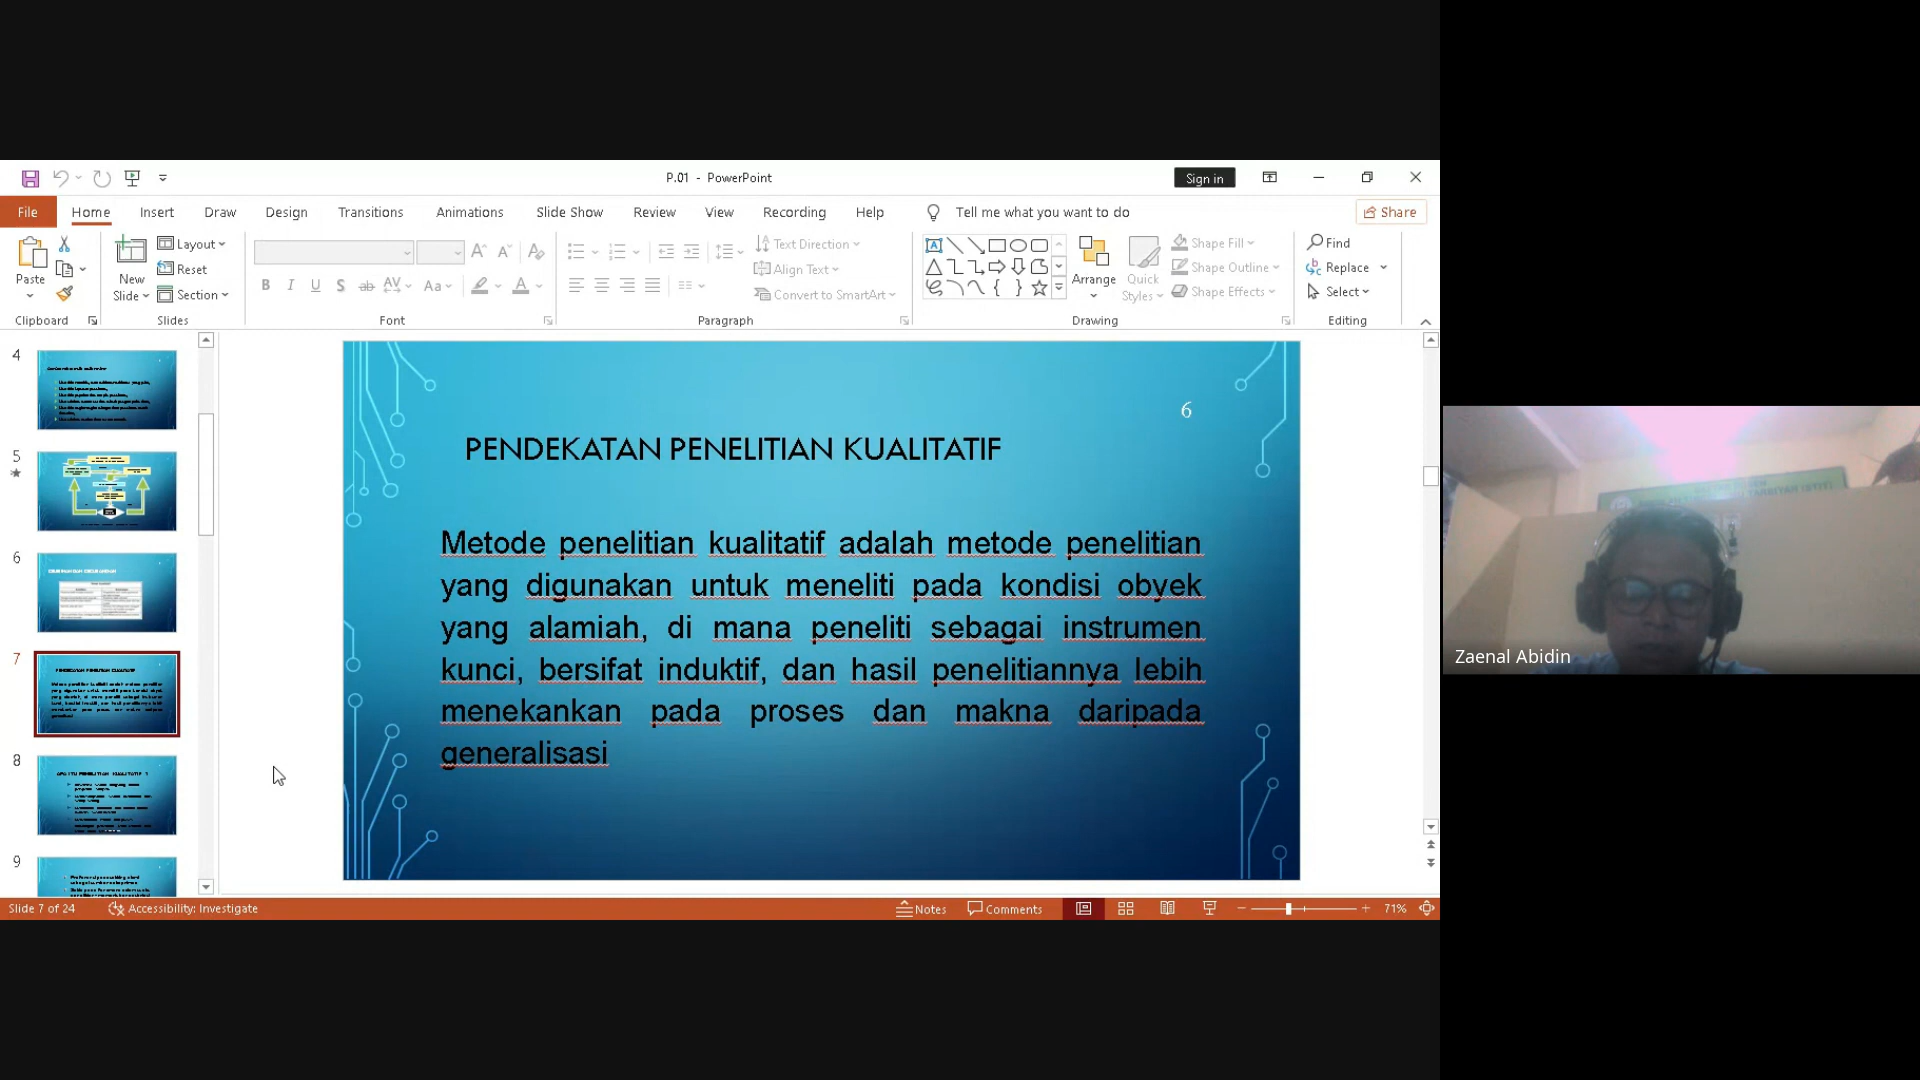 P.01 - PowerPoint
Sign in
File Home Insert Draw Design Transitions Animations Slide Show Review View Recording Help Tell me what you want to do Share
Paste
New Slide
Layout
Reset
Section
B I U S ab AV Aa A
Text Direction
Align Text
Convert to SmartArt
Arrange
Quick Styles
Shape Fill
Shape Outline
Shape Effects
Find
Replace
Select
Clipboard Slides Font Paragraph Drawing Editing
4
5
6
7
8
9
6
PENDEKATAN PENELITIAN KUALITATIF
Metode penelitian kualitatif adalah metode penelitian
yang digunakan untuk meneliti pada kondisi obyek
yang alamiah, di mana peneliti sebagai instrumen
kunci, bersifat induktif, dan hasil penelitiannya lebih
menekankan pada proses dan makna daripada
generalisasi
Slide 7 of 24 Accessibility: Investigate Notes Comments 71%
Zaenal Abidin